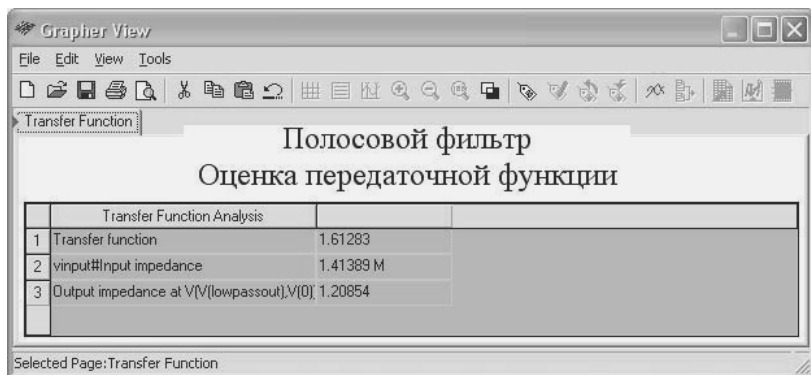 Grapher View
File Edit View Tools
Transfer Function
Полосовой фильтр
Оценка передаточной функции
Transfer Function Analysis
1 Transfer function 1.61283
2 vinput#Input impedance 1.41389 M
3 Output impedance at V(V(lowpassout),V(0) 1.20854
Selected Page:Transfer Function